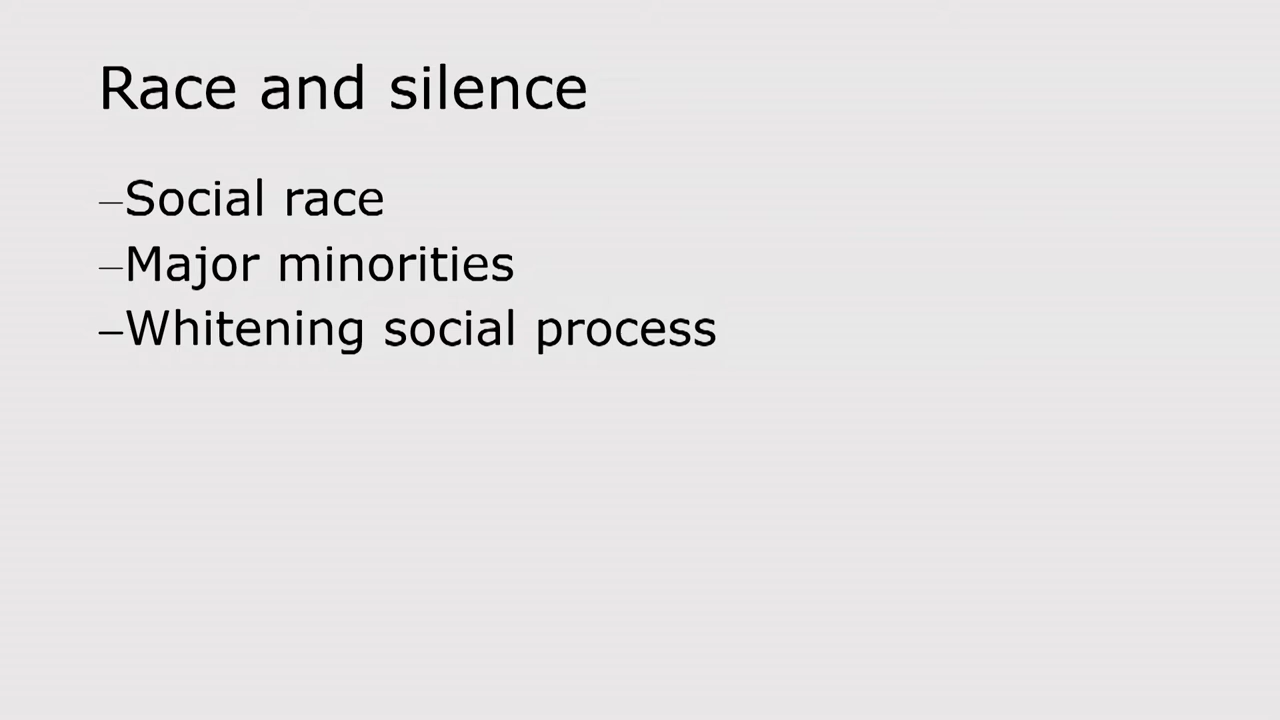 Race and silence
–Social race
–Major minorities
–Whitening social process